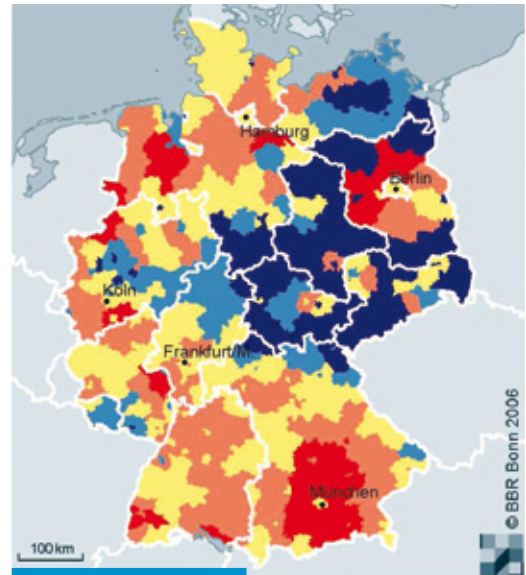 Hamburg
Berlin
Köln
Frankfurt/M
München
© BBR Bonn 2006
100 km